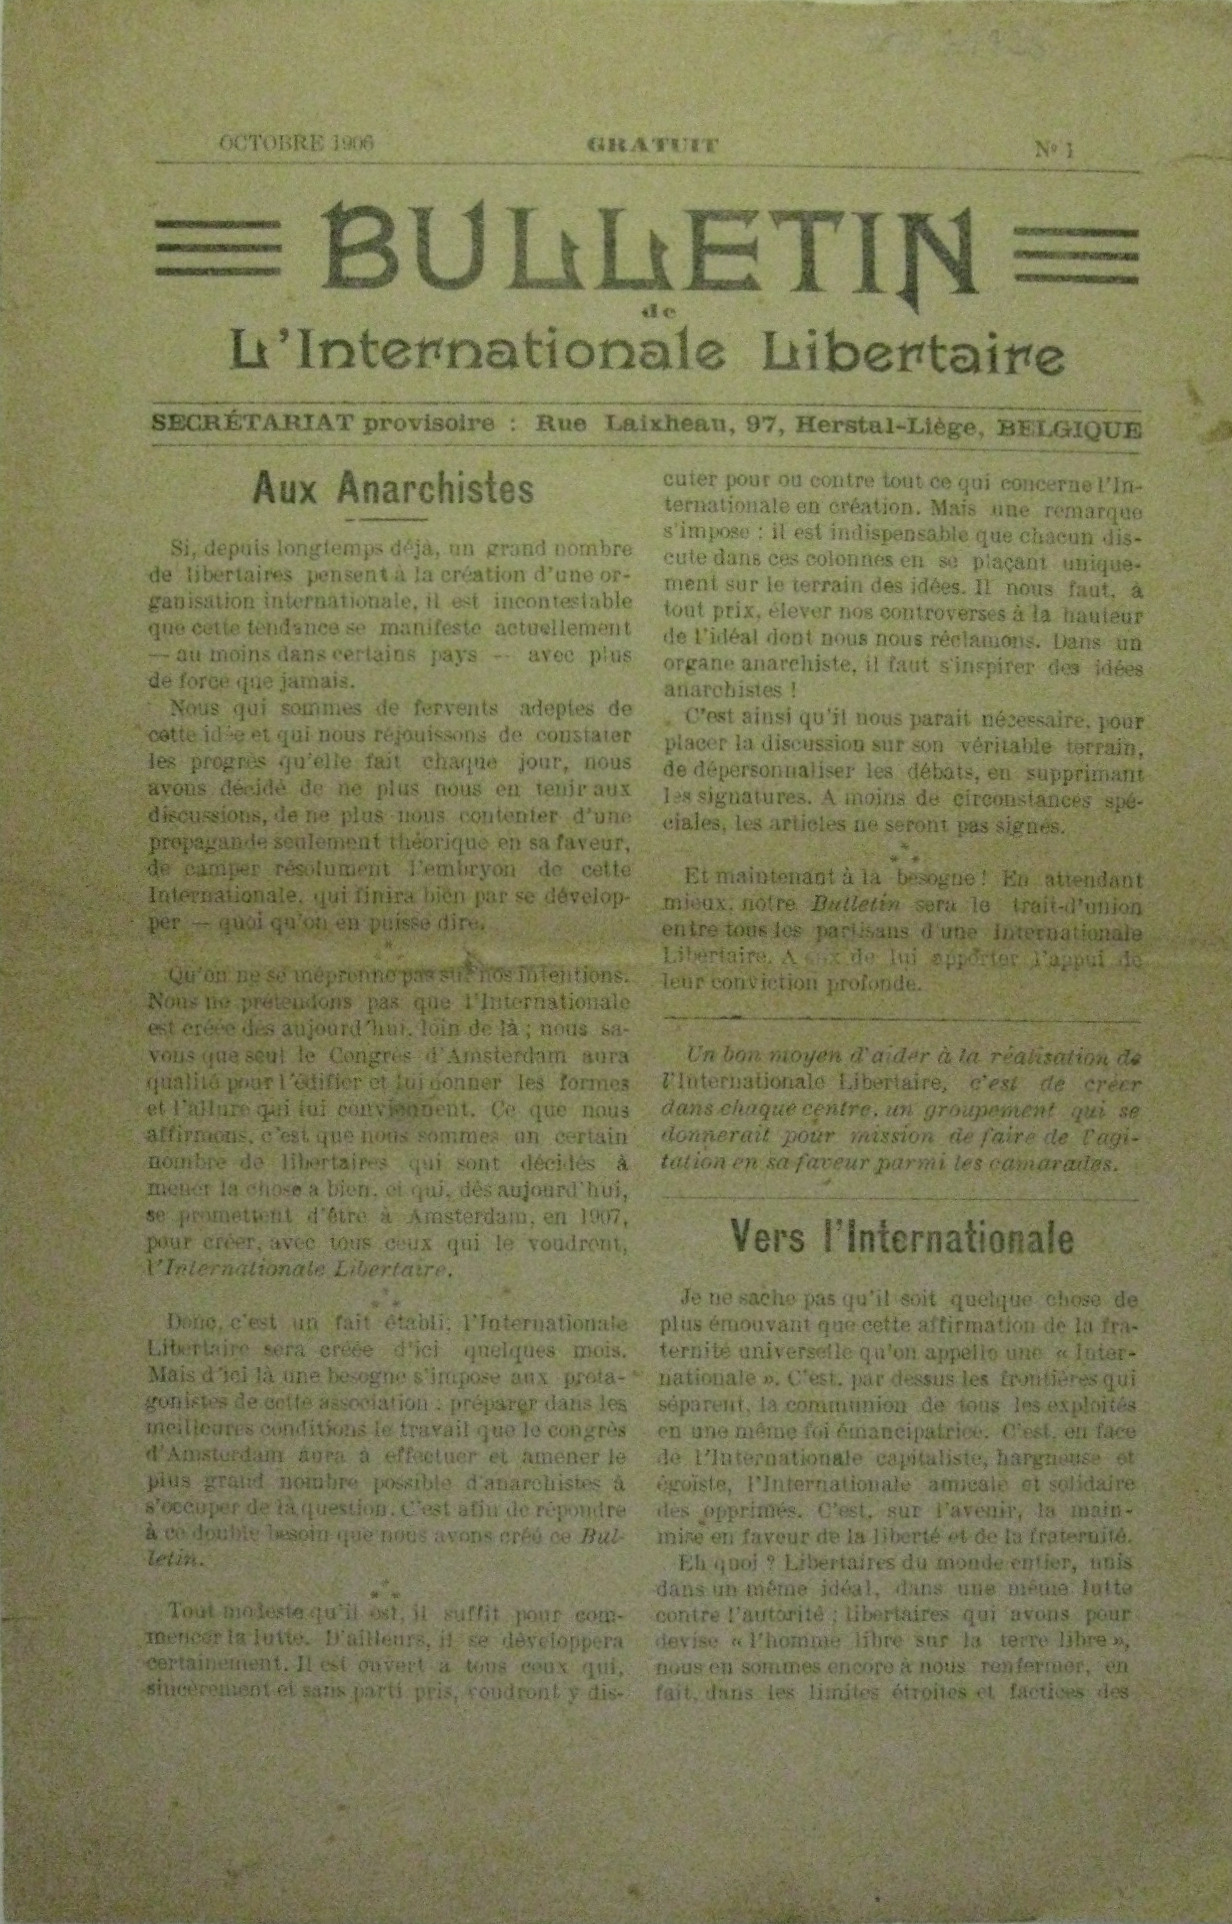 OCTOBRE 1906
GRATUIT
N° 1
BULLETIN
de
L'Internationale Libertaire
SECRÉTARIAT provisoire : Rue Laixheau, 97, Herstal-Liège, BELGIQUE
Aux Anarchistes
Si, depuis longtemps déjà, un grand nombre
de libertaires pensent à la création d'une or-
ganisation internationale, il est incontestable
que cette tendance se manifeste actuellement
— au moins dans certains pays — avec plus
de force que jamais.
Nous qui sommes de fervents adeptes de
cette idée et qui nous réjouissons de constater
les progrès qu'elle fait chaque jour, nous
avons décidé de ne plus nous en tenir aux
discussions, de ne plus nous contenter d'une
propagande seulement théorique en sa faveur,
de camper résolument l'embryon de cette
Internationale, qui finira bien par se dévelop-
per — quoi qu'on en puisse dire.
Qu'on ne se méprenne pas sur nos intentions.
Nous ne prétendons pas que l'Internationale
est créée dès aujourd'hui, loin de là ; nous sa-
vons que seul le Congrès d'Amsterdam aura
qualité pour l'édifier et lui donner les formes
et l'allure qui lui conviennent. Ce que nous
affirmons, c'est que nous sommes un certain
nombre de libertaires qui sont décidés à
mener la chose à bien, et qui, dès aujourd'hui,
se promettent d'être à Amsterdam, en 1907,
pour créer, avec tous ceux qui le voudront,
l'Internationale Libertaire.
Donc, c'est un fait établi, l'Internationale
Libertaire sera créée d'ici quelques mois.
Mais d'ici là une besogne s'impose aux prota-
gonistes de cette association : préparer dans les
meilleures conditions le travail que le congrès
d'Amsterdam aura à effectuer et amener le
plus grand nombre possible d'anarchistes à
s'occuper de la question. C'est afin de répondre
à ce double besoin que nous avons créé ce Bul-
letin.
Tout modeste qu'il est, il suffit pour com-
mencer la lutte. D'ailleurs, il se développera
certainement. Il est ouvert à tous ceux qui,
sincèrement et sans parti pris, voudront y dis-
cuter pour ou contre tout ce qui concerne l'In-
ternationale en création. Mais une remarque
s'impose : il est indispensable que chacun dis-
cute dans ces colonnes en se plaçant unique-
ment sur le terrain des idées. Il nous faut, à
tout prix, élever nos controverses à la hauteur
de l'idéal dont nous nous réclamons. Dans un
organe anarchiste, il faut s'inspirer des idées
anarchistes !
C'est ainsi qu'il nous parait nécessaire, pour
placer la discussion sur son véritable terrain,
de dépersonnaliser les débats, en supprimant
les signatures. A moins de circonstances spé-
ciales, les articles ne seront pas signés.
Et maintenant à la besogne ! En attendant
mieux, notre Bulletin sera le trait-d'union
entre tous les partisans d'une Internationale
Libertaire. A eux de lui apporter l'appui de
leur conviction profonde.
Un bon moyen d'aider à la réalisation de
l'Internationale Libertaire, c'est de créer
dans chaque centre, un groupement qui se
donnerait pour mission de faire de l'agi-
tation en sa faveur parmi les camarades.
Vers l'Internationale
Je ne sache pas qu'il soit quelque chose de
plus émouvant que cette affirmation de la fra-
ternité universelle qu'on appelle une « Inter-
nationale ». C'est, par dessus les frontières qui
séparent, la communion de tous les exploités
en une même foi émancipatrice. C'est, en face
de l'Internationale capitaliste, hargneuse et
égoïste, l'Internationale amicale et solidaire
des opprimés. C'est, sur l'avenir, la main-
mise en faveur de la liberté et de la fraternité.
Eh quoi ? Libertaires du monde entier, unis
dans un même idéal, dans une même lutte
contre l'autorité ; libertaires qui avons pour
devise « l'homme libre sur la terre libre »,
nous en sommes encore à nous renfermer, en
fait, dans les limites étroites et factices des